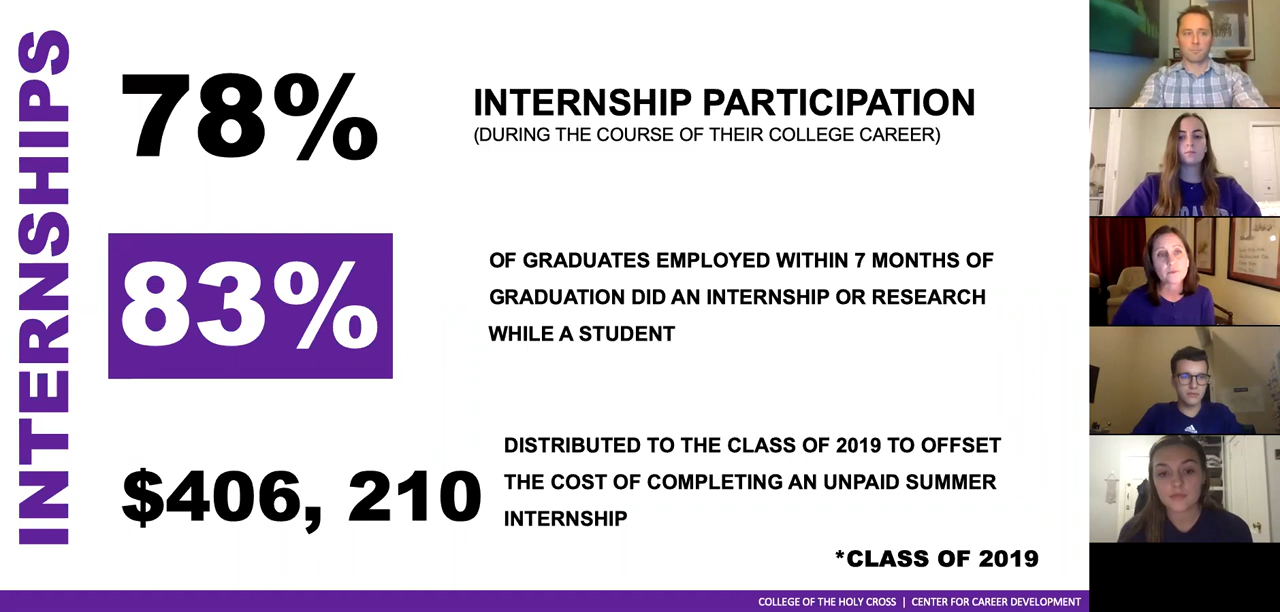 INTERNSHIPS
78%
INTERNSHIP PARTICIPATION
(DURING THE COURSE OF THEIR COLLEGE CAREER)
83%
OF GRADUATES EMPLOYED WITHIN 7 MONTHS OF
GRADUATION DID AN INTERNSHIP OR RESEARCH
WHILE A STUDENT
$406, 210
DISTRIBUTED TO THE CLASS OF 2019 TO OFFSET
THE COST OF COMPLETING AN UNPAID SUMMER
INTERNSHIP
*CLASS OF 2019
COLLEGE OF THE HOLY CROSS | CENTER FOR CAREER DEVELOPMENT